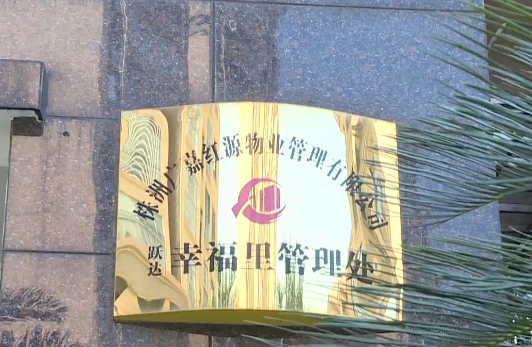 株洲广嘉红源物业管理有限公司
跃达
幸福里管理处